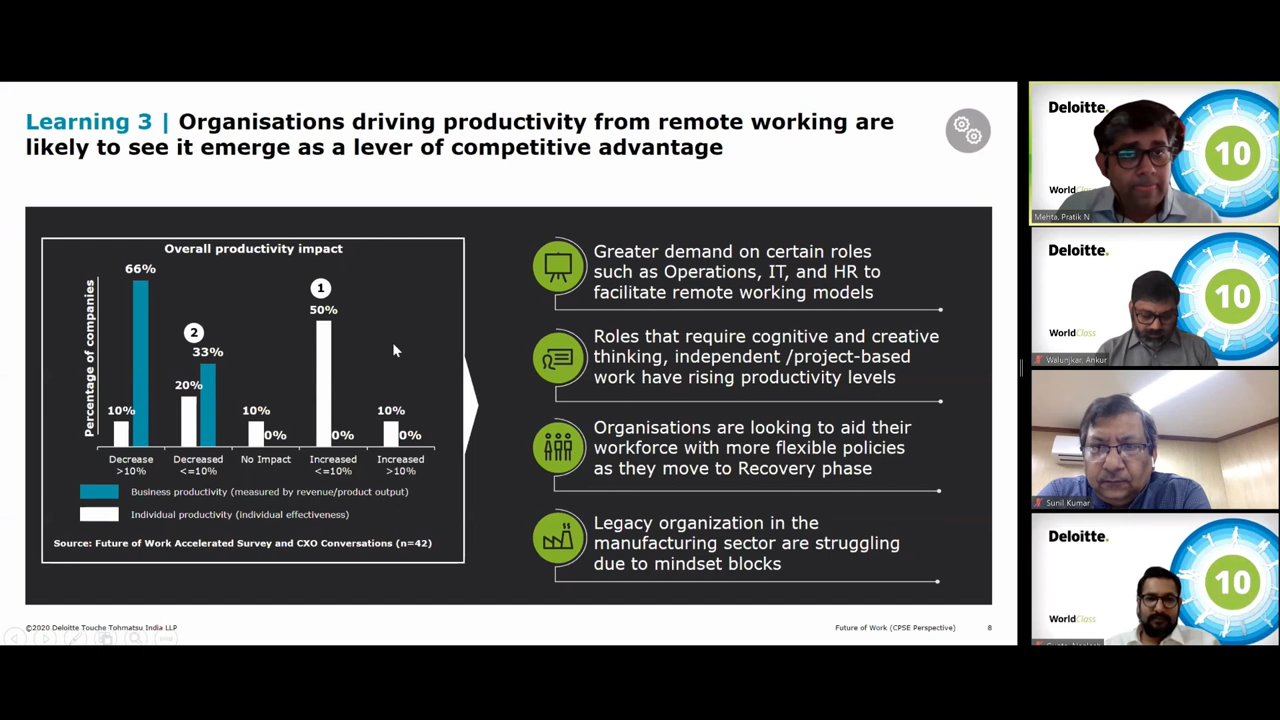 Learning 3 | Organisations driving productivity from remote working are
likely to see it emerge as a lever of competitive advantage
Overall productivity impact
Percentage of companies
66%
1
50%
2
33%
20%
10%
10%
0%
0%
10%
0%
Decrease
>10%
Decreased
<=10%
No Impact
Increased
<=10%
Increased
>10%
Business productivity (measured by revenue/product output)
Individual productivity (individual effectiveness)
Source: Future of Work Accelerated Survey and CXO Conversations (n=42)
Greater demand on certain roles
such as Operations, IT, and HR to
facilitate remote working models
Roles that require cognitive and creative
thinking, independent /project-based
work have rising productivity levels
Organisations are looking to aid their
workforce with more flexible policies
as they move to Recovery phase
Legacy organization in the
manufacturing sector are struggling
due to mindset blocks
©2020 Deloitte Touche Tohmatsu India LLP
Future of Work (CPSE Perspective)
8
Deloitte.
10
World
Mehta, Pratik N
Deloitte.
10
WorldClass
Walunjkar, Ankur
Sunil Kumar
Deloitte.
10
WorldClass